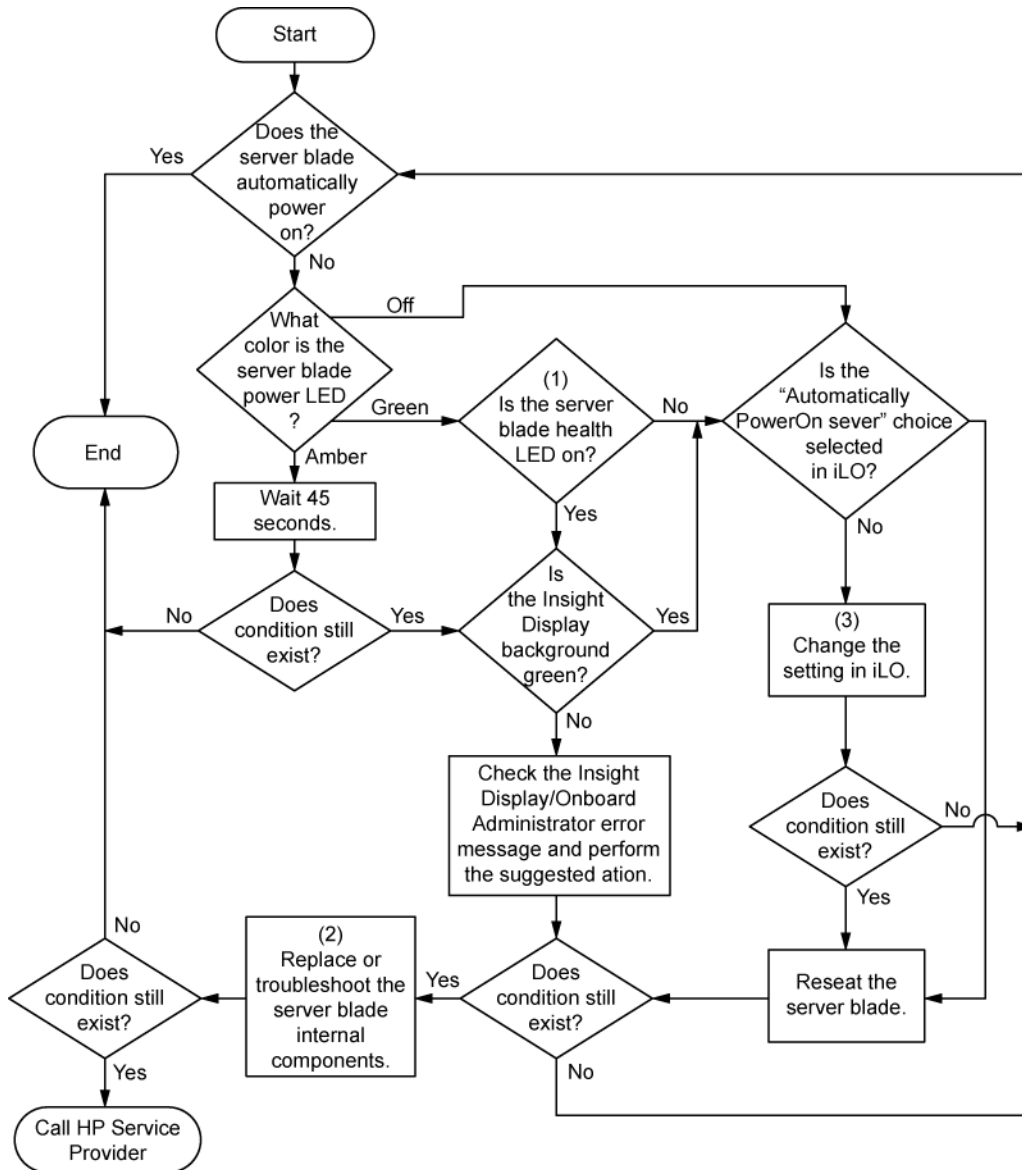 Start
Does the
server blade
automatically
power
on?
Yes
No
What
color is the
server blade
power LED
?
Off
Green
Amber
(1)
Is the server
blade health
LED on?
No
Yes
Is the
“Automatically
PowerOn sever” choice
selected
in iLO?
No
End
Wait 45
seconds.
Does
condition still
exist?
No
Yes
Is
the Insight
Display
background
green?
Yes
No
(3)
Change the
setting in iLO.
Check the Insight
Display/Onboard
Administrator error
message and perform
the suggested ation.
Does
condition still
exist?
No
Yes
Reseat the
server blade.
Does
condition still
exist?
Yes
No
(2)
Replace or
troubleshoot the
server blade
internal
components.
No
Does
condition still
exist?
Yes
Call HP Service
Provider